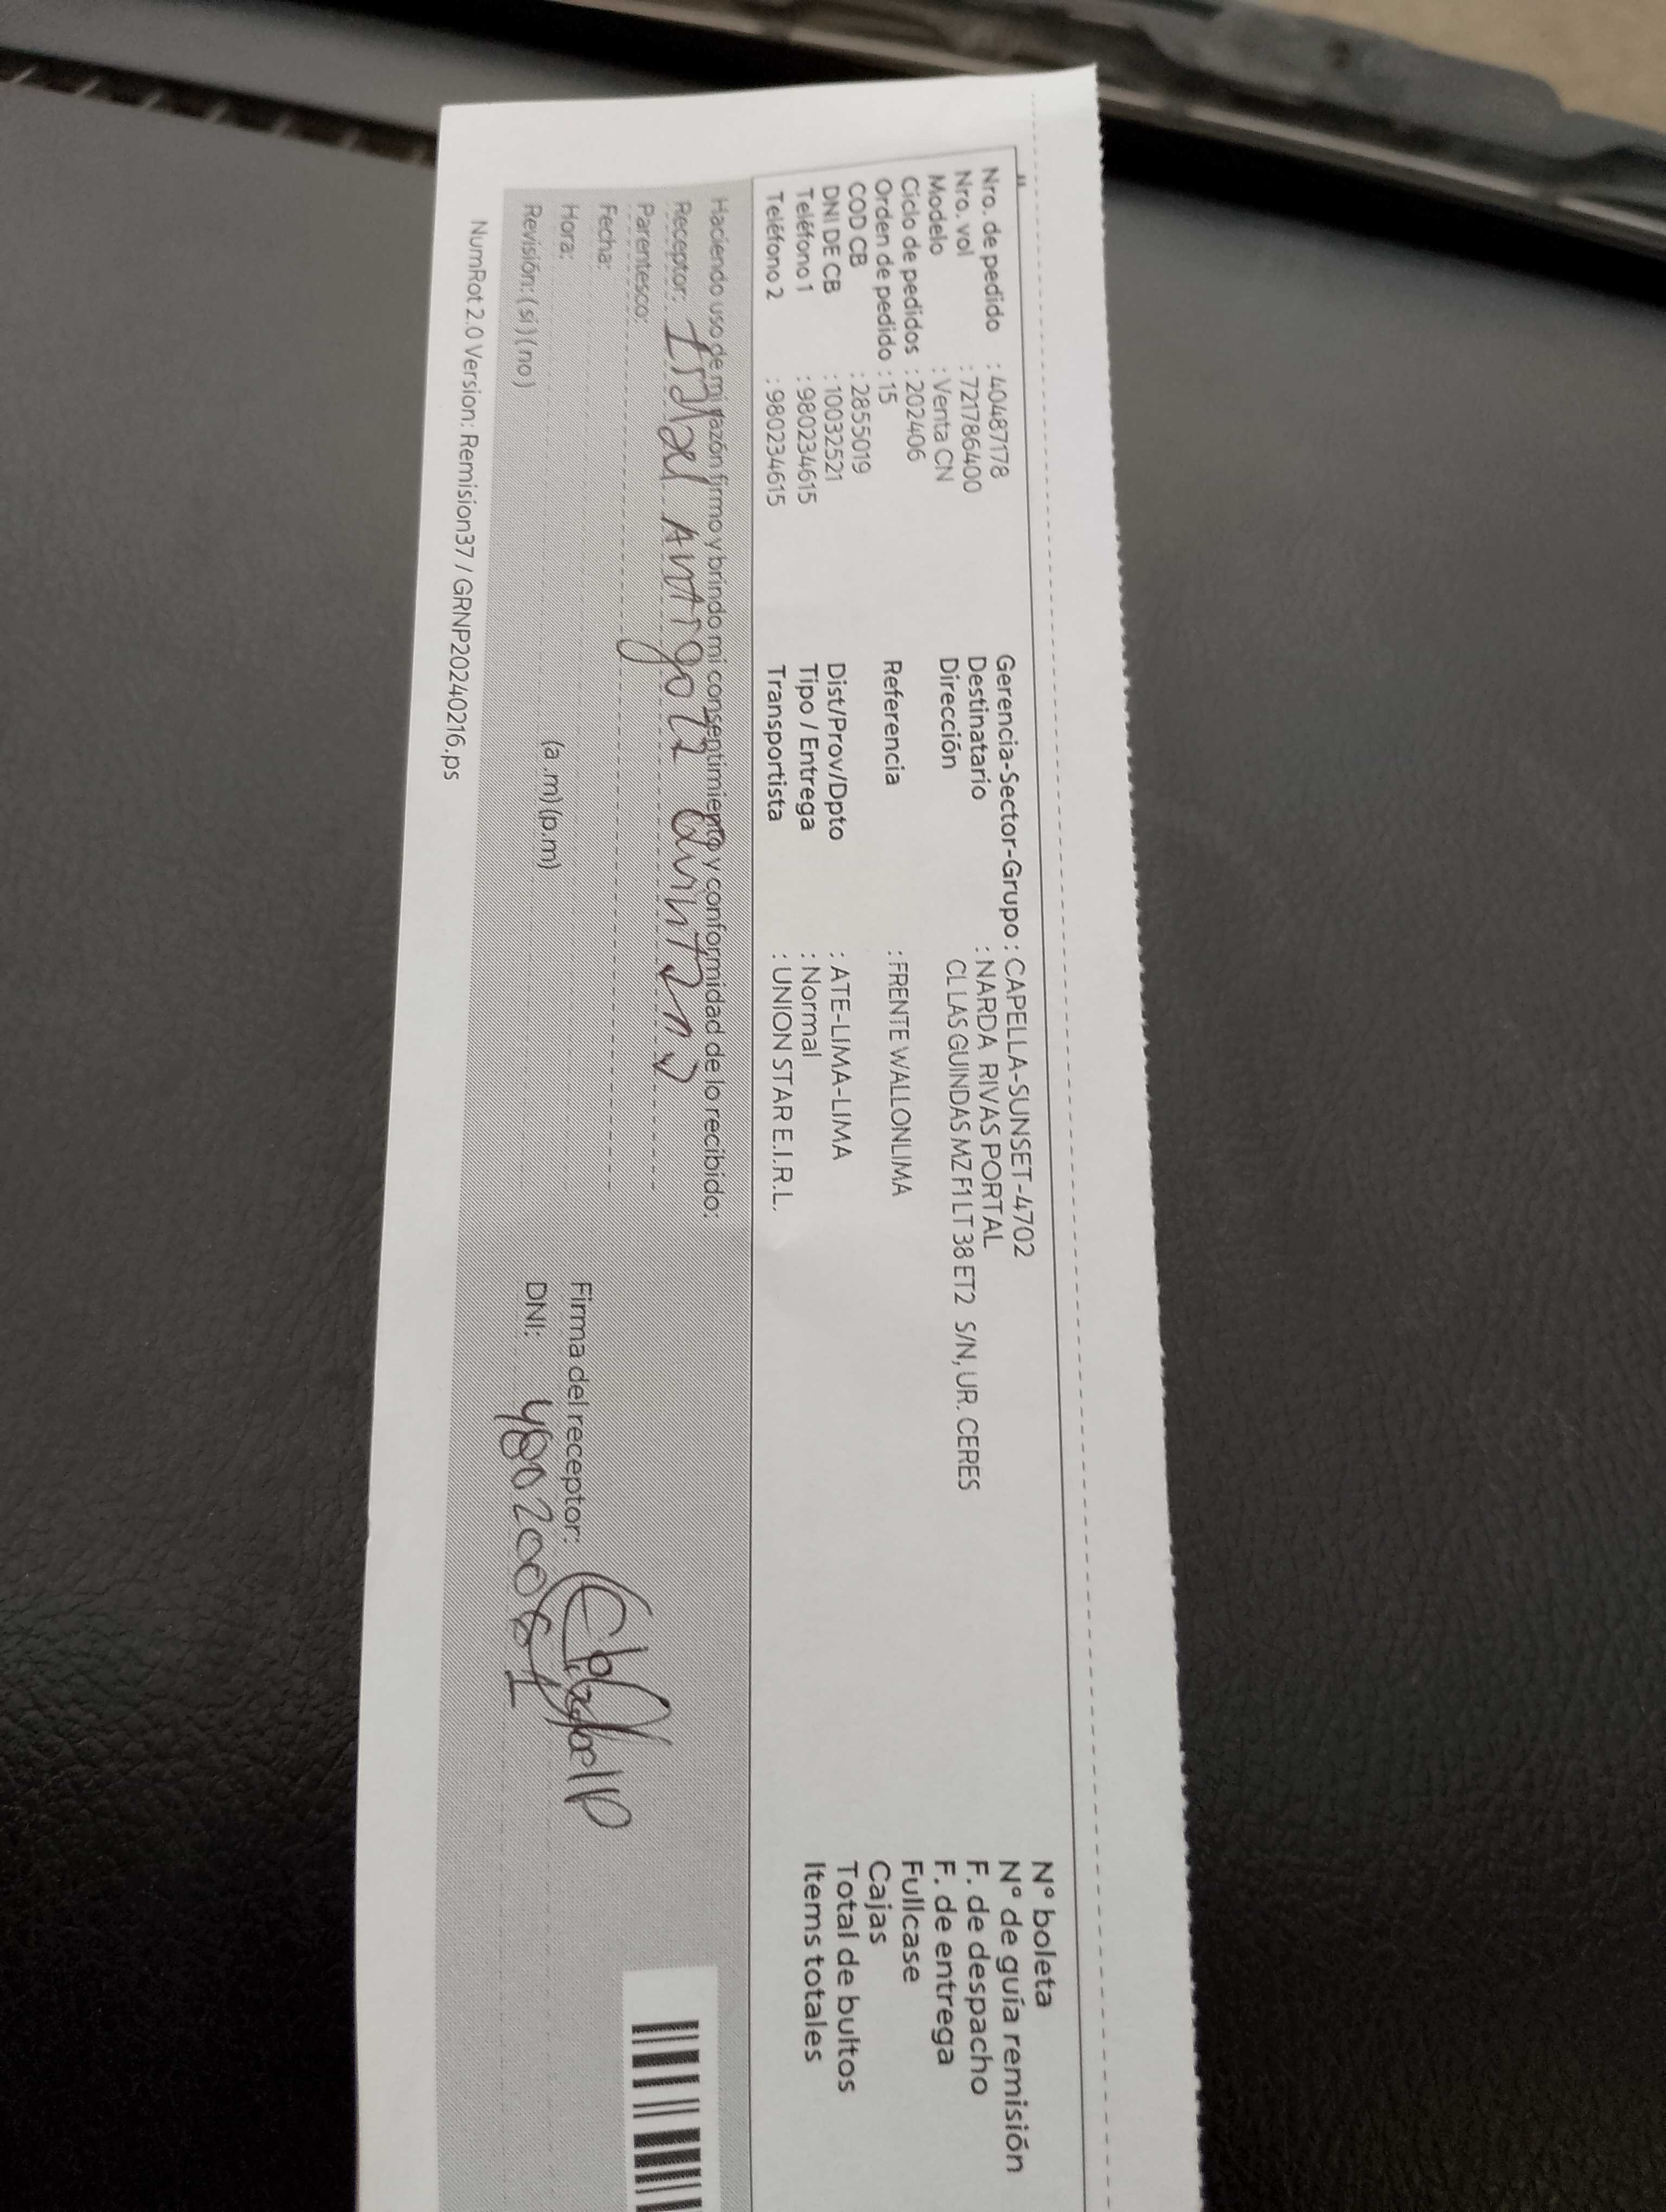 Nro. de pedido : 40487178
Nro. vol : 721786400
Modelo : Venta CN
Ciclo de pedidos : 202406
Orden de pedido : 15
COD CB : 2855019
DNI DE CB : 10032521
Teléfono 1 : 980234615
Teléfono 2 : 980234615
Gerencia-Sector-Grupo : CAPELLA-SUNSET-4702
Destinatario : NARDA RIVAS PORTAL
Dirección CL LAS GUINDAS MZ F1 LT 38 ET2 S/N, UR. CERES
Referencia : FRENTE WALLONLIMA
Dist/Prov/Dpto : ATE-LIMA-LIMA
Tipo / Entrega : Normal
Transportista : UNION STAR E.I.R.L.
N° boleta
N° de guía remisión
F. de despacho
F. de entrega
Fullcase
Cajas
Total de bultos
Items totales
Haciendo uso de mi razón firmo y brindo mi consentimiento y conformidad de lo recibido:
Receptor: Quintana
Parentesco:
Fecha:
Hora: (a .m) (p.m)
Revisión: ( si ) ( no )
Firma del receptor:
DNI:
NumRot 2.0 Version: Remision37 / GRNP20240216.ps